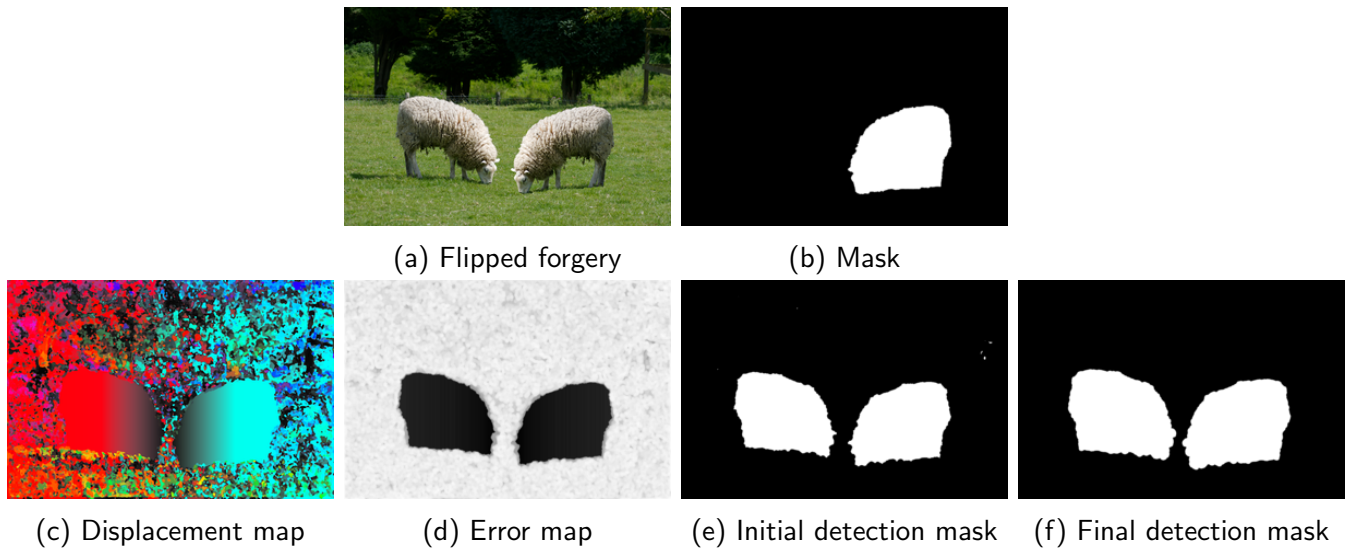 (a) Flipped forgery
(b) Mask
(c) Displacement map
(d) Error map
(e) Initial detection mask
(f) Final detection mask